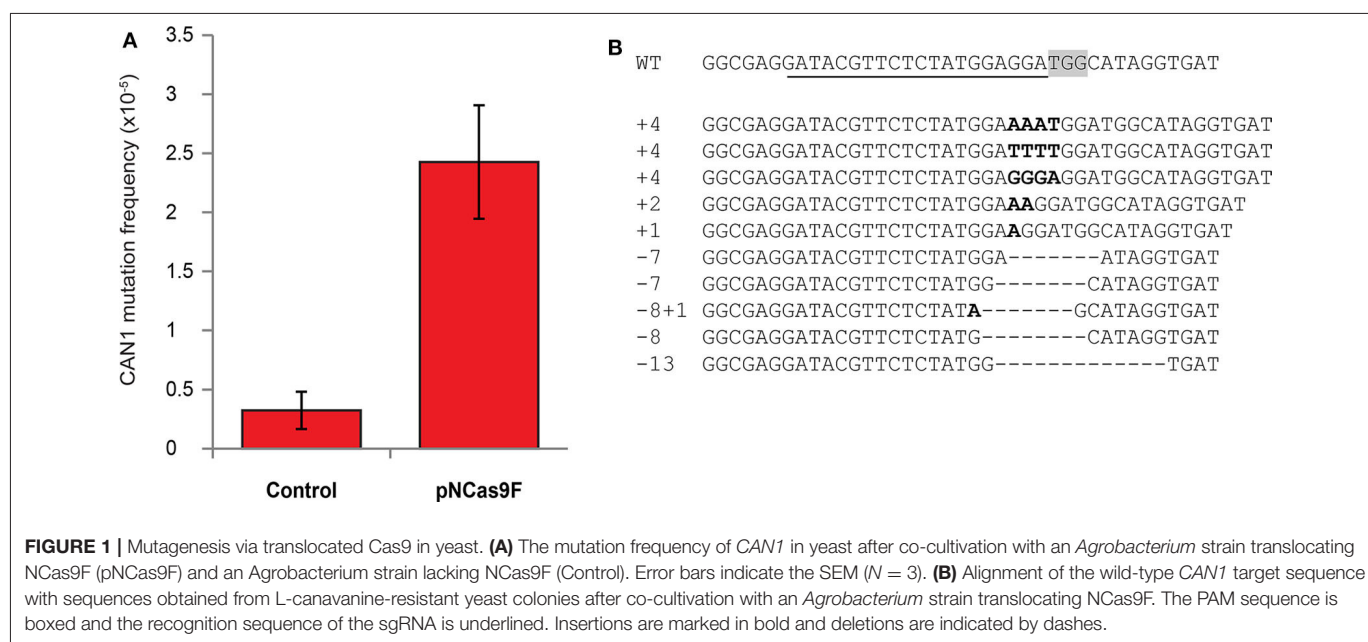 A
CAN1 mutation frequency (x10-5)
3.5
3
2.5
2
1.5
1
0.5
0
Control
pNCas9F
B
WT GGCGAGGATACGTTCTCTATGGAGGATGGCATAGGTGAT
+4 GGCGAGGATACGTTCTCTATGGAAAATGGATGGCATAGGTGAT
+4 GGCGAGGATACGTTCTCTATGGATTTTGGATGGCATAGGTGAT
+4 GGCGAGGATACGTTCTCTATGGAGGGAGGATGGCATAGGTGAT
+2 GGCGAGGATACGTTCTCTATGGAAAGGATGGCATAGGTGAT
+1 GGCGAGGATACGTTCTCTATGGAAGGATGGCATAGGTGAT
-7 GGCGAGGATACGTTCTCTATGGA-------ATAGGTGAT
-7 GGCGAGGATACGTTCTCTATGG-------CATAGGTGAT
-8+1 GGCGAGGATACGTTCTCTATA-------GCATAGGTGAT
-8 GGCGAGGATACGTTCTCTATG--------CATAGGTGAT
-13 GGCGAGGATACGTTCTCTATGG-------------TGAT
FIGURE 1 | Mutagenesis via translocated Cas9 in yeast. (A) The mutation frequency of CAN1 in yeast after co-cultivation with an Agrobacterium strain translocating
NCas9F (pNCas9F) and an Agrobacterium strain lacking NCas9F (Control). Error bars indicate the SEM (N = 3). (B) Alignment of the wild-type CAN1 target sequence
with sequences obtained from L-canavanine-resistant yeast colonies after co-cultivation with an Agrobacterium strain translocating NCas9F. The PAM sequence is
boxed and the recognition sequence of the sgRNA is underlined. Insertions are marked in bold and deletions are indicated by dashes.